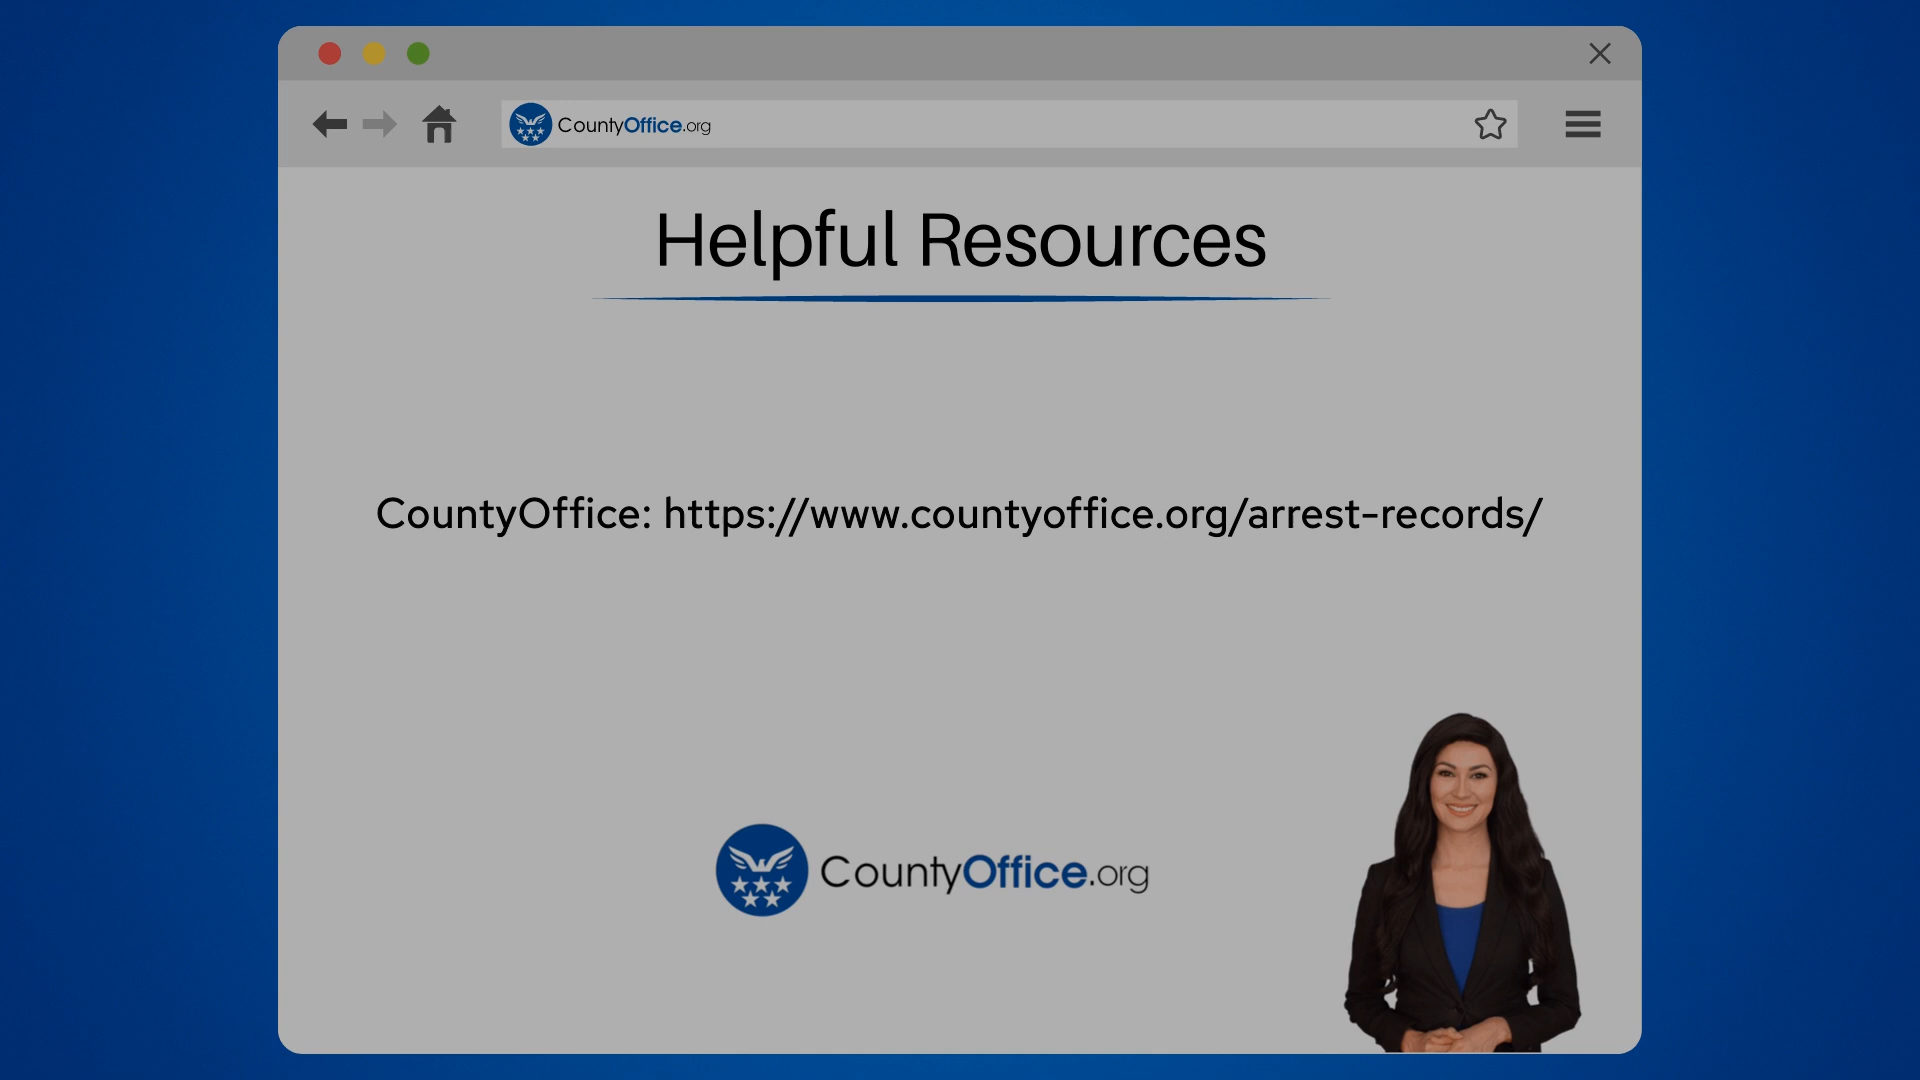 CountyOffice.org
Helpful Resources
CountyOffice: https://www.countyoffice.org/arrest-records/
CountyOffice.org